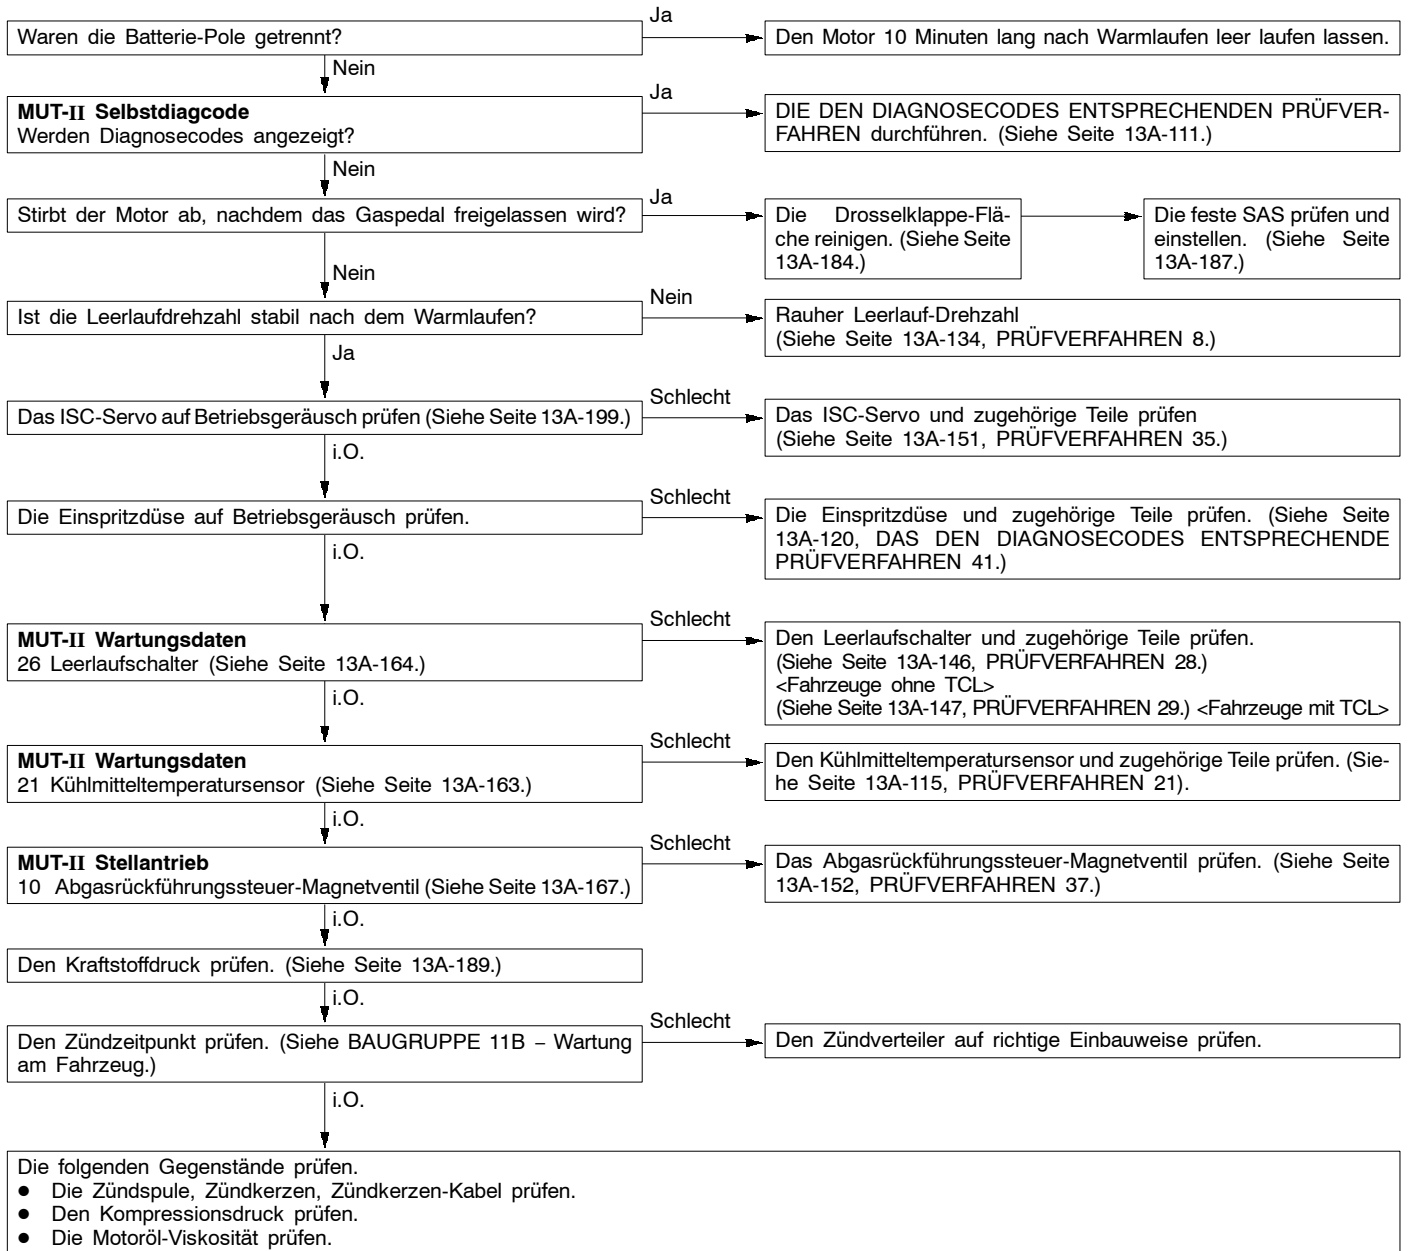 Waren die Batterie-Pole getrennt?
Ja
Den Motor 10 Minuten lang nach Warmlaufen leer laufen lassen.
Nein
MUT-II Selbstdiagcode
Werden Diagnosecodes angezeigt?
Ja
DIE DEN DIAGNOSECODES ENTSPRECHENDEN PRÜFVER-
FAHREN durchführen. (Siehe Seite 13A-111.)
Nein
Stirbt der Motor ab, nachdem das Gaspedal freigelassen wird?
Ja
Die Drosselklappe-Flä-
che reinigen. (Siehe Seite
13A-184.)
Die feste SAS prüfen und
einstellen. (Siehe Seite
13A-187.)
Nein
Ist die Leerlaufdrehzahl stabil nach dem Warmlaufen?
Nein
Rauher Leerlauf-Drehzahl
(Siehe Seite 13A-134, PRÜFVERFAHREN 8.)
Ja
Das ISC-Servo auf Betriebsgeräusch prüfen (Siehe Seite 13A-199.)
Schlecht
Das ISC-Servo und zugehörige Teile prüfen
(Siehe Seite 13A-151, PRÜFVERFAHREN 35.)
i.O.
Die Einspritzdüse auf Betriebsgeräusch prüfen.
Schlecht
Die Einspritzdüse und zugehörige Teile prüfen. (Siehe Seite
13A-120, DAS DEN DIAGNOSECODES ENTSPRECHENDE
PRÜFVERFAHREN 41.)
i.O.
MUT-II Wartungsdaten
26 Leerlaufschalter (Siehe Seite 13A-164.)
Schlecht
Den Leerlaufschalter und zugehörige Teile prüfen.
(Siehe Seite 13A-146, PRÜFVERFAHREN 28.)
<Fahrzeuge ohne TCL>
(Siehe Seite 13A-147, PRÜFVERFAHREN 29.) <Fahrzeuge mit TCL>
i.O.
MUT-II Wartungsdaten
21 Kühlmitteltemperatursensor (Siehe Seite 13A-163.)
Schlecht
Den Kühlmitteltemperatursensor und zugehörige Teile prüfen. (Sie-
he Seite 13A-115, PRÜFVERFAHREN 21).
i.O.
MUT-II Stellantrieb
10 Abgasrückführungssteuer-Magnetventil (Siehe Seite 13A-167.)
Schlecht
Das Abgasrückführungssteuer-Magnetventil prüfen. (Siehe Seite
13A-152, PRÜFVERFAHREN 37.)
i.O.
Den Kraftstoffdruck prüfen. (Siehe Seite 13A-189.)
i.O.
Den Zündzeitpunkt prüfen. (Siehe BAUGRUPPE 11B – Wartung
am Fahrzeug.)
Schlecht
Den Zündverteiler auf richtige Einbauweise prüfen.
i.O.
Die folgenden Gegenstände prüfen.
● Die Zündspule, Zündkerzen, Zündkerzen-Kabel prüfen.
● Den Kompressionsdruck prüfen.
● Die Motoröl-Viskosität prüfen.